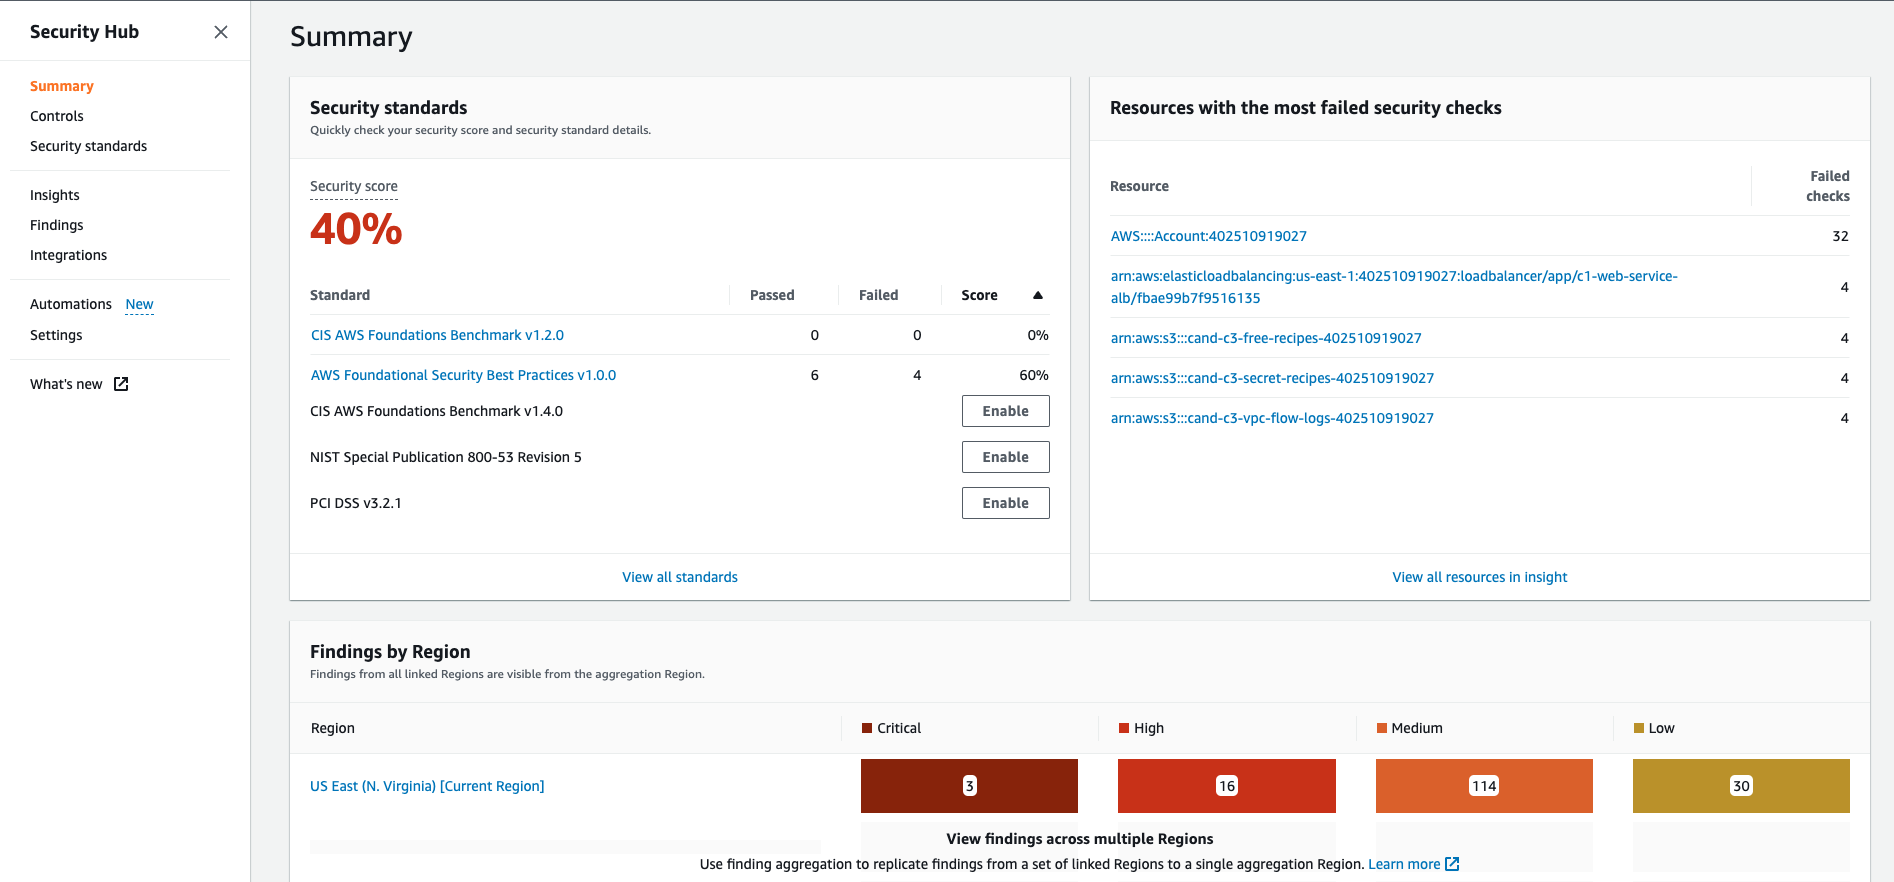 Security Hub
Summary
Controls
Security standards
Insights
Findings
Integrations
Automations New
Settings
What's new
Summary
Security standards
Quickly check your security score and security standard details.
Security score
40%
Standard Passed Failed Score
CIS AWS Foundations Benchmark v1.2.0 0 0 0%
AWS Foundational Security Best Practices v1.0.0 6 4 60%
CIS AWS Foundations Benchmark v1.4.0 Enable
NIST Special Publication 800-53 Revision 5 Enable
PCI DSS v3.2.1 Enable
View all standards
Resources with the most failed security checks
Resource Failed
checks
AWS::::Account:402510919027 32
arn:aws:elasticloadbalancing:us-east-1:402510919027:loadbalancer/app/c1-web-service-
alb/fbae99b7f9516135 4
arn:aws:s3:::cand-c3-free-recipes-402510919027 4
arn:aws:s3:::cand-c3-secret-recipes-402510919027 4
arn:aws:s3:::cand-c3-vpc-flow-logs-402510919027 4
View all resources in insight
Findings by Region
Findings from all linked Regions are visible from the aggregation Region.
Region Critical High Medium Low
US East (N. Virginia) [Current Region] 3 16 114 30
View findings across multiple Regions
Use finding aggregation to replicate findings from a set of linked Regions to a single aggregation Region. Learn more